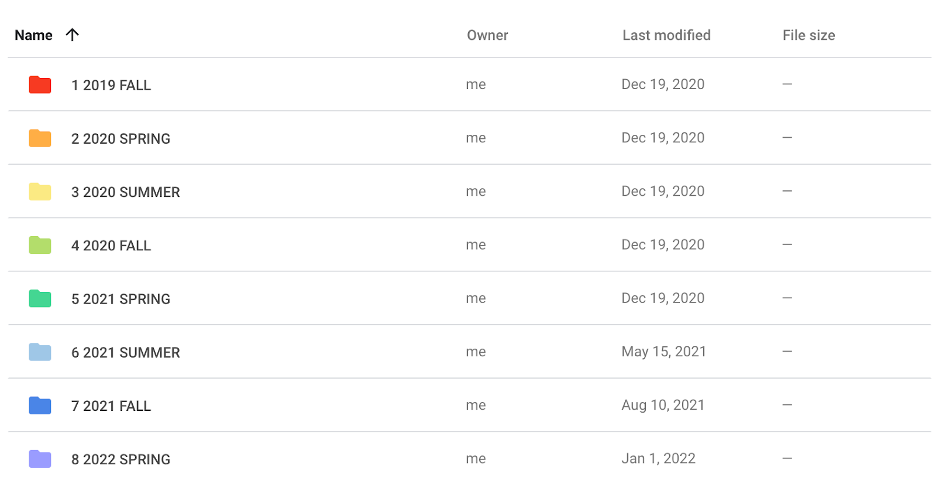 Name Owner Last modified File size
1 2019 FALL me Dec 19, 2020 —
2 2020 SPRING me Dec 19, 2020 —
3 2020 SUMMER me Dec 19, 2020 —
4 2020 FALL me Dec 19, 2020 —
5 2021 SPRING me Dec 19, 2020 —
6 2021 SUMMER me May 15, 2021 —
7 2021 FALL me Aug 10, 2021 —
8 2022 SPRING me Jan 1, 2022 —